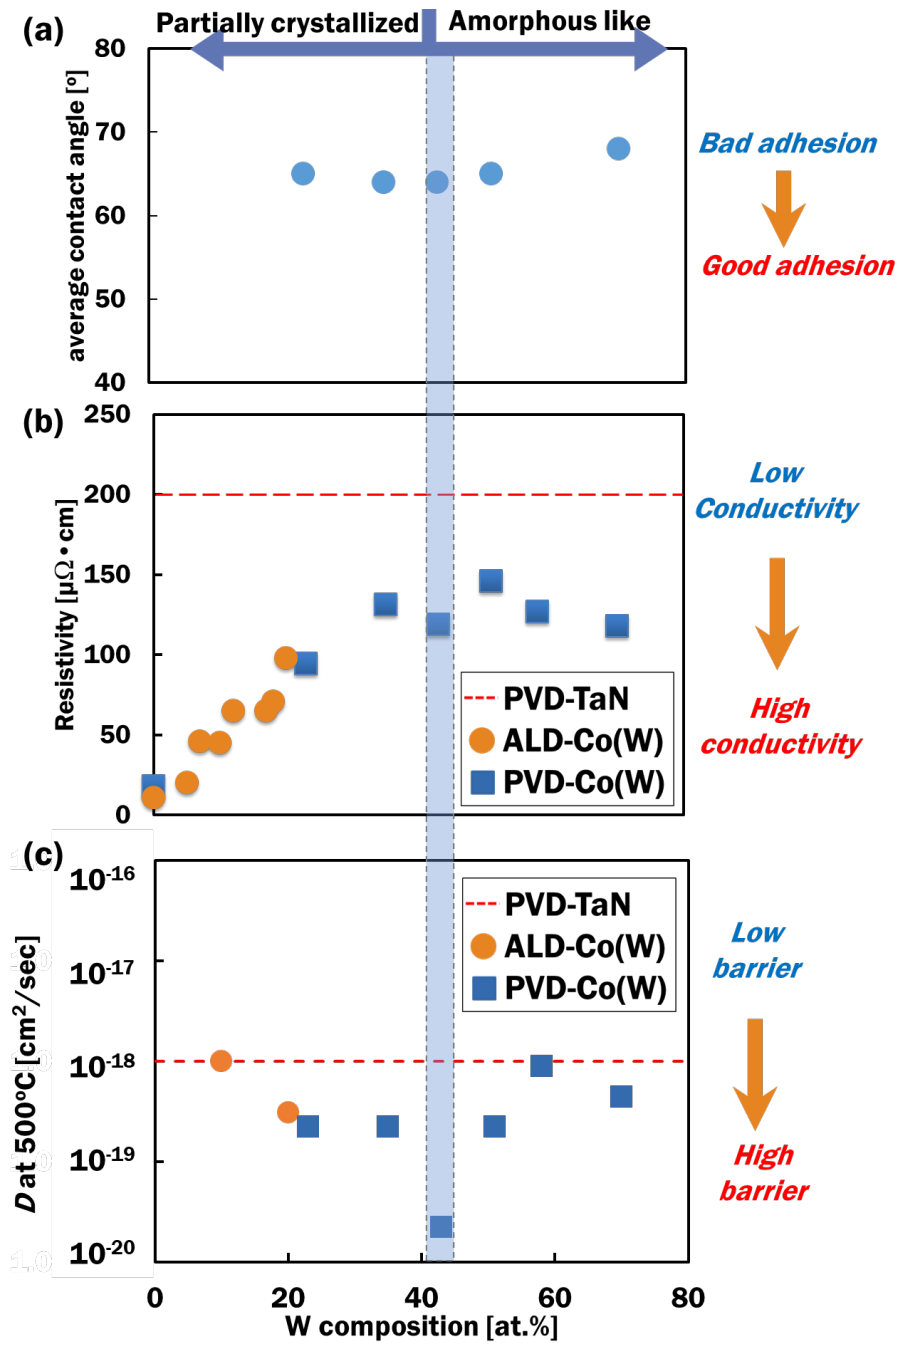 (a)
Partially crystallized
Amorphous like
80
70
60
50
40
average contact angle [º]
Bad adhesion
Good adhesion
(b)
250
200
150
100
50
0
Resistivity [μΩ•cm]
PVD-TaN
ALD-Co(W)
PVD-Co(W)
Low
Conductivity
High
conductivity
(c)
10-16
10-17
10-18
10-19
10-20
D at 500ºC [cm2/sec]
PVD-TaN
ALD-Co(W)
PVD-Co(W)
Low
barrier
High
barrier
0
20
40
60
80
W composition [at.%]